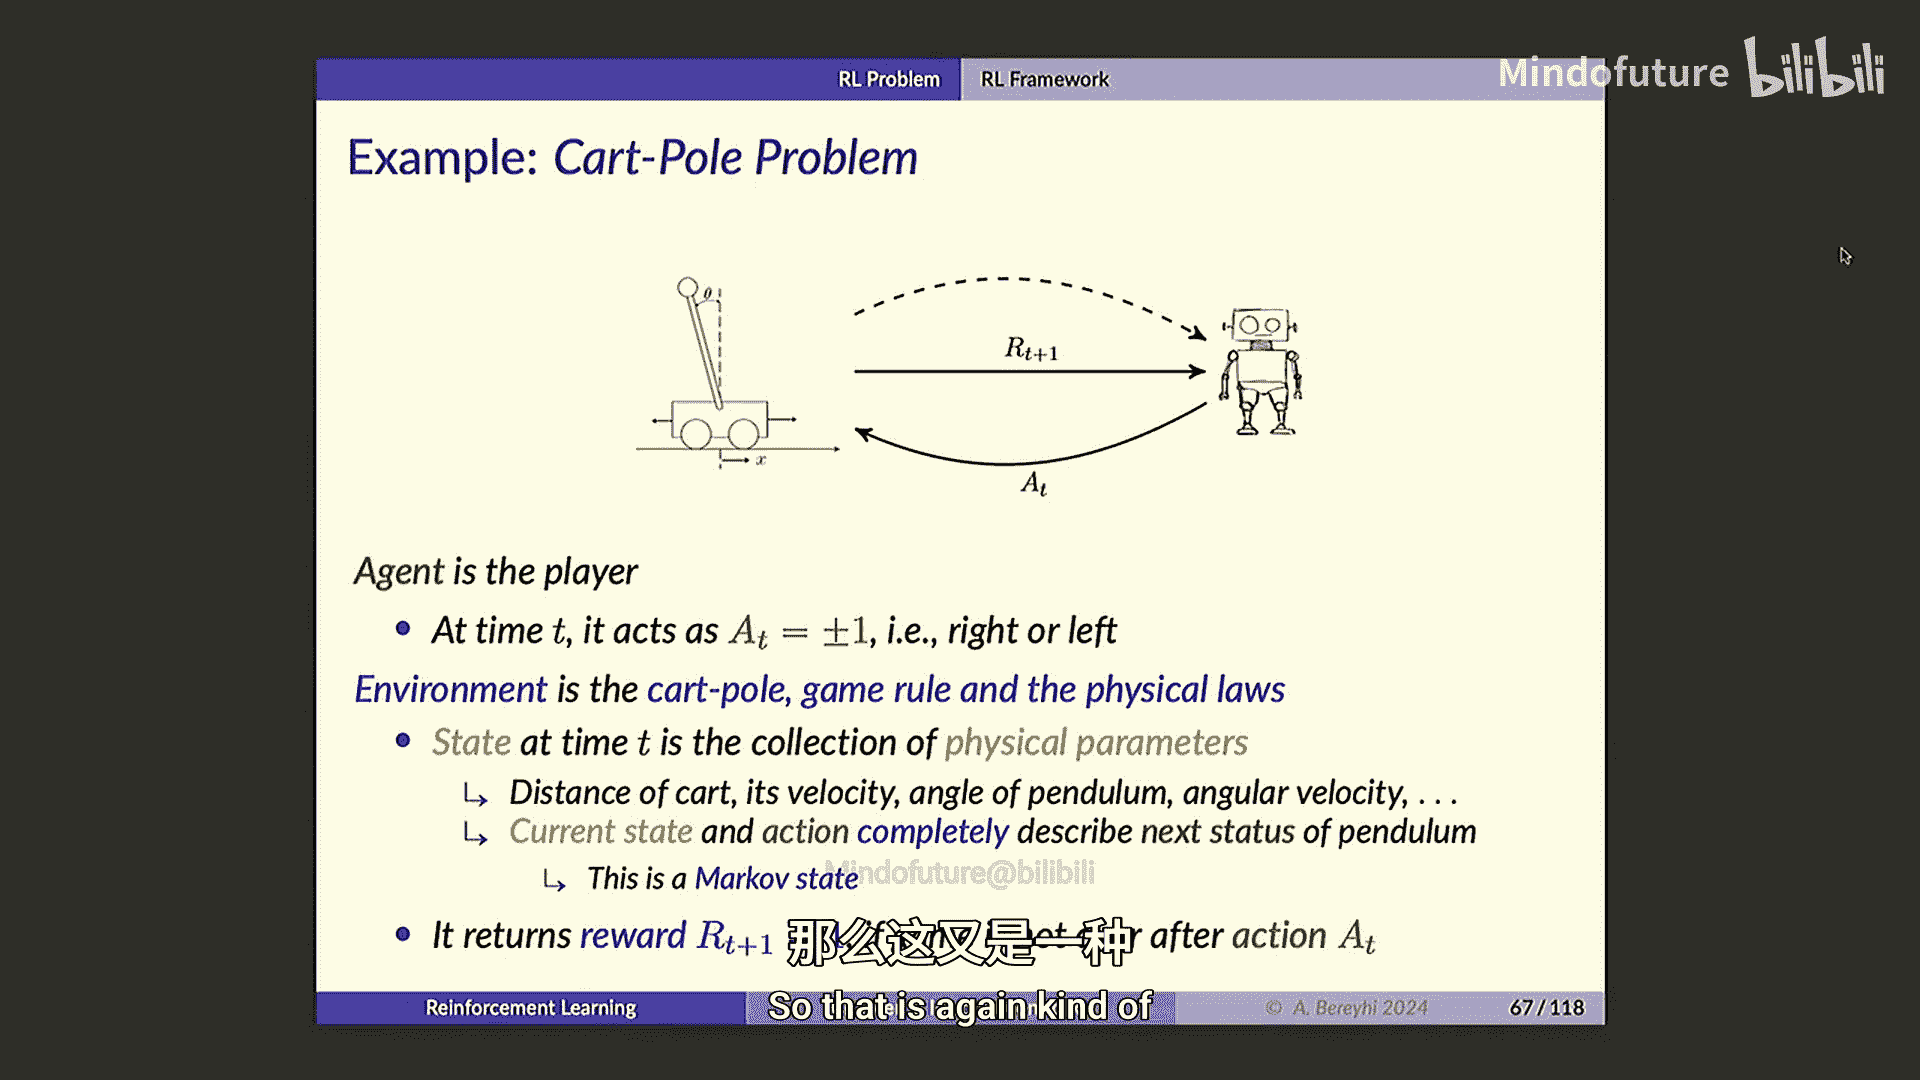 RL Problem RL Framework
Mindofuture bilibili
Example: Cart-Pole Problem
θ
R_{t+1}
x
A_t
Agent is the player
• At time t, it acts as A_t = ±1, i.e., right or left
Environment is the cart-pole, game rule and the physical laws
• State at time t is the collection of physical parameters
↳ Distance of cart, its velocity, angle of pendulum, angular velocity, . . .
↳ Current state and action completely describe next status of pendulum
↳ This is a Markov state
Mindofuture@bilibili
• It returns reward R_{t+1} after action A_t
那么这又是一种
So that is again kind of
Reinforcement Learning © A. Bereyhi 2024 67 / 118